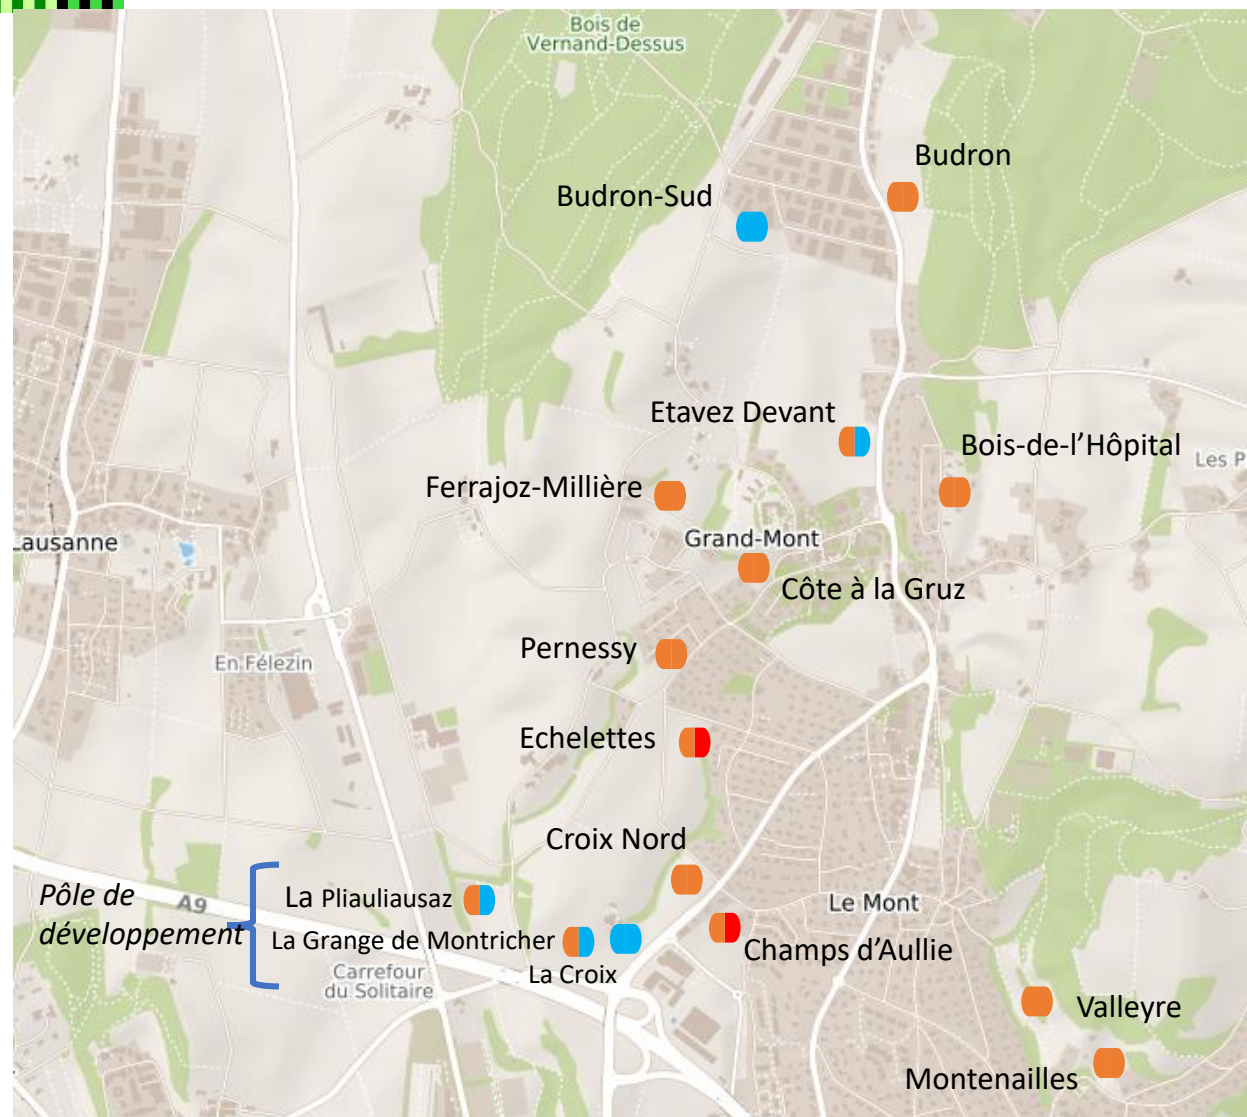 Bois de
Vernand-Dessus
Budron
Budron-Sud
Etavez Devant
Bois-de-l'Hôpital
Les P
Ferrajoz-Millière
Grand-Mont
Lausanne
Côte à la Gruz
Pernessy
En Félezin
Echelettes
Croix Nord
Pôle de
développement
A9
La Pliauliausaz
La Grange de Montricher
La Croix
Le Mont
Champs d'Aullie
Carrefour
du Solitaire
Valleyre
Montenailles